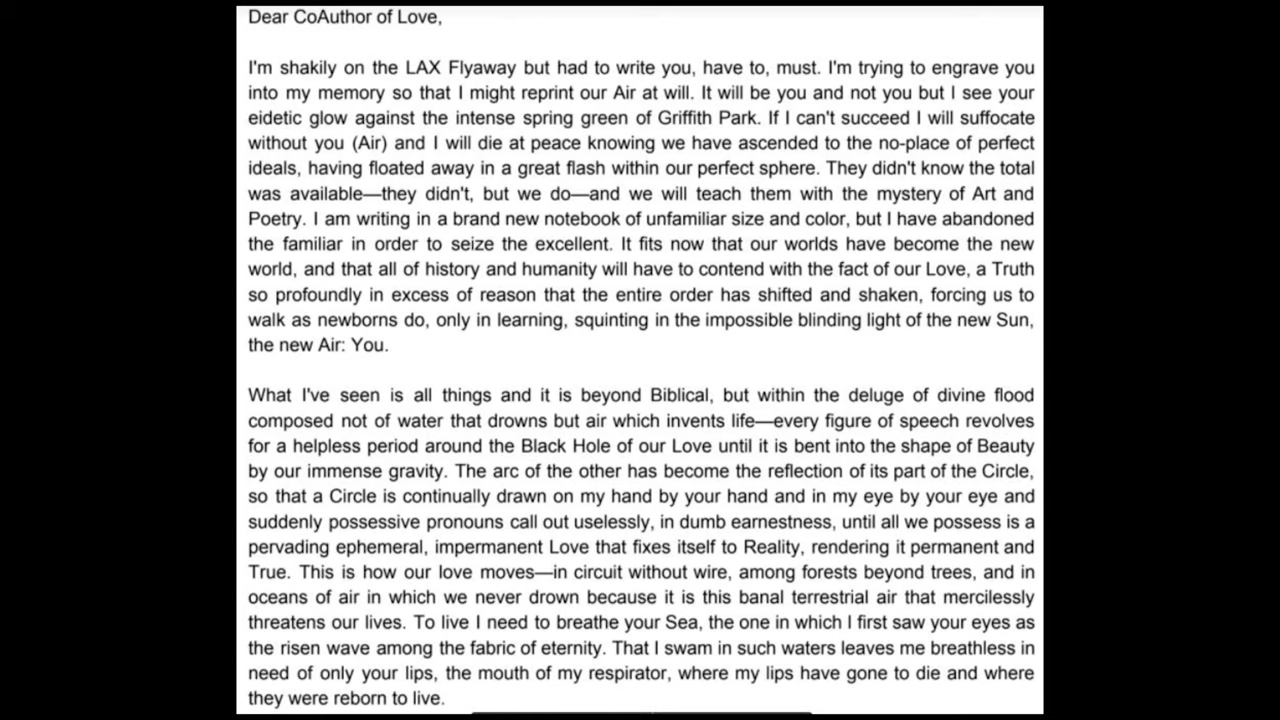 Dear CoAuthor of Love,
I'm shakily on the LAX Flyaway but had to write you, have to, must. I'm trying to engrave you
into my memory so that I might reprint our Air at will. It will be you and not you but I see your
eidetic glow against the intense spring green of Griffith Park. If I can't succeed I will suffocate
without you (Air) and I will die at peace knowing we have ascended to the no-place of perfect
ideals, having floated away in a great flash within our perfect sphere. They didn't know the total
was available—they didn't, but we do—and we will teach them with the mystery of Art and
Poetry. I am writing in a brand new notebook of unfamiliar size and color, but I have abandoned
the familiar in order to seize the excellent. It fits now that our worlds have become the new
world, and that all of history and humanity will have to contend with the fact of our Love, a Truth
so profoundly in excess of reason that the entire order has shifted and shaken, forcing us to
walk as newborns do, only in learning, squinting in the impossible blinding light of the new Sun,
the new Air: You.
What I've seen is all things and it is beyond Biblical, but within the deluge of divine flood
composed not of water that drowns but air which invents life—every figure of speech revolves
for a helpless period around the Black Hole of our Love until it is bent into the shape of Beauty
by our immense gravity. The arc of the other has become the reflection of its part of the Circle,
so that a Circle is continually drawn on my hand by your hand and in my eye by your eye and
suddenly possessive pronouns call out uselessly, in dumb earnestness, until all we possess is a
pervading ephemeral, impermanent Love that fixes itself to Reality, rendering it permanent and
True. This is how our love moves—in circuit without wire, among forests beyond trees, and in
oceans of air in which we never drown because it is this banal terrestrial air that mercilessly
threatens our lives. To live I need to breathe your Sea, the one in which I first saw your eyes as
the risen wave among the fabric of eternity. That I swam in such waters leaves me breathless in
need of only your lips, the mouth of my respirator, where my lips have gone to die and where
they were reborn to live.